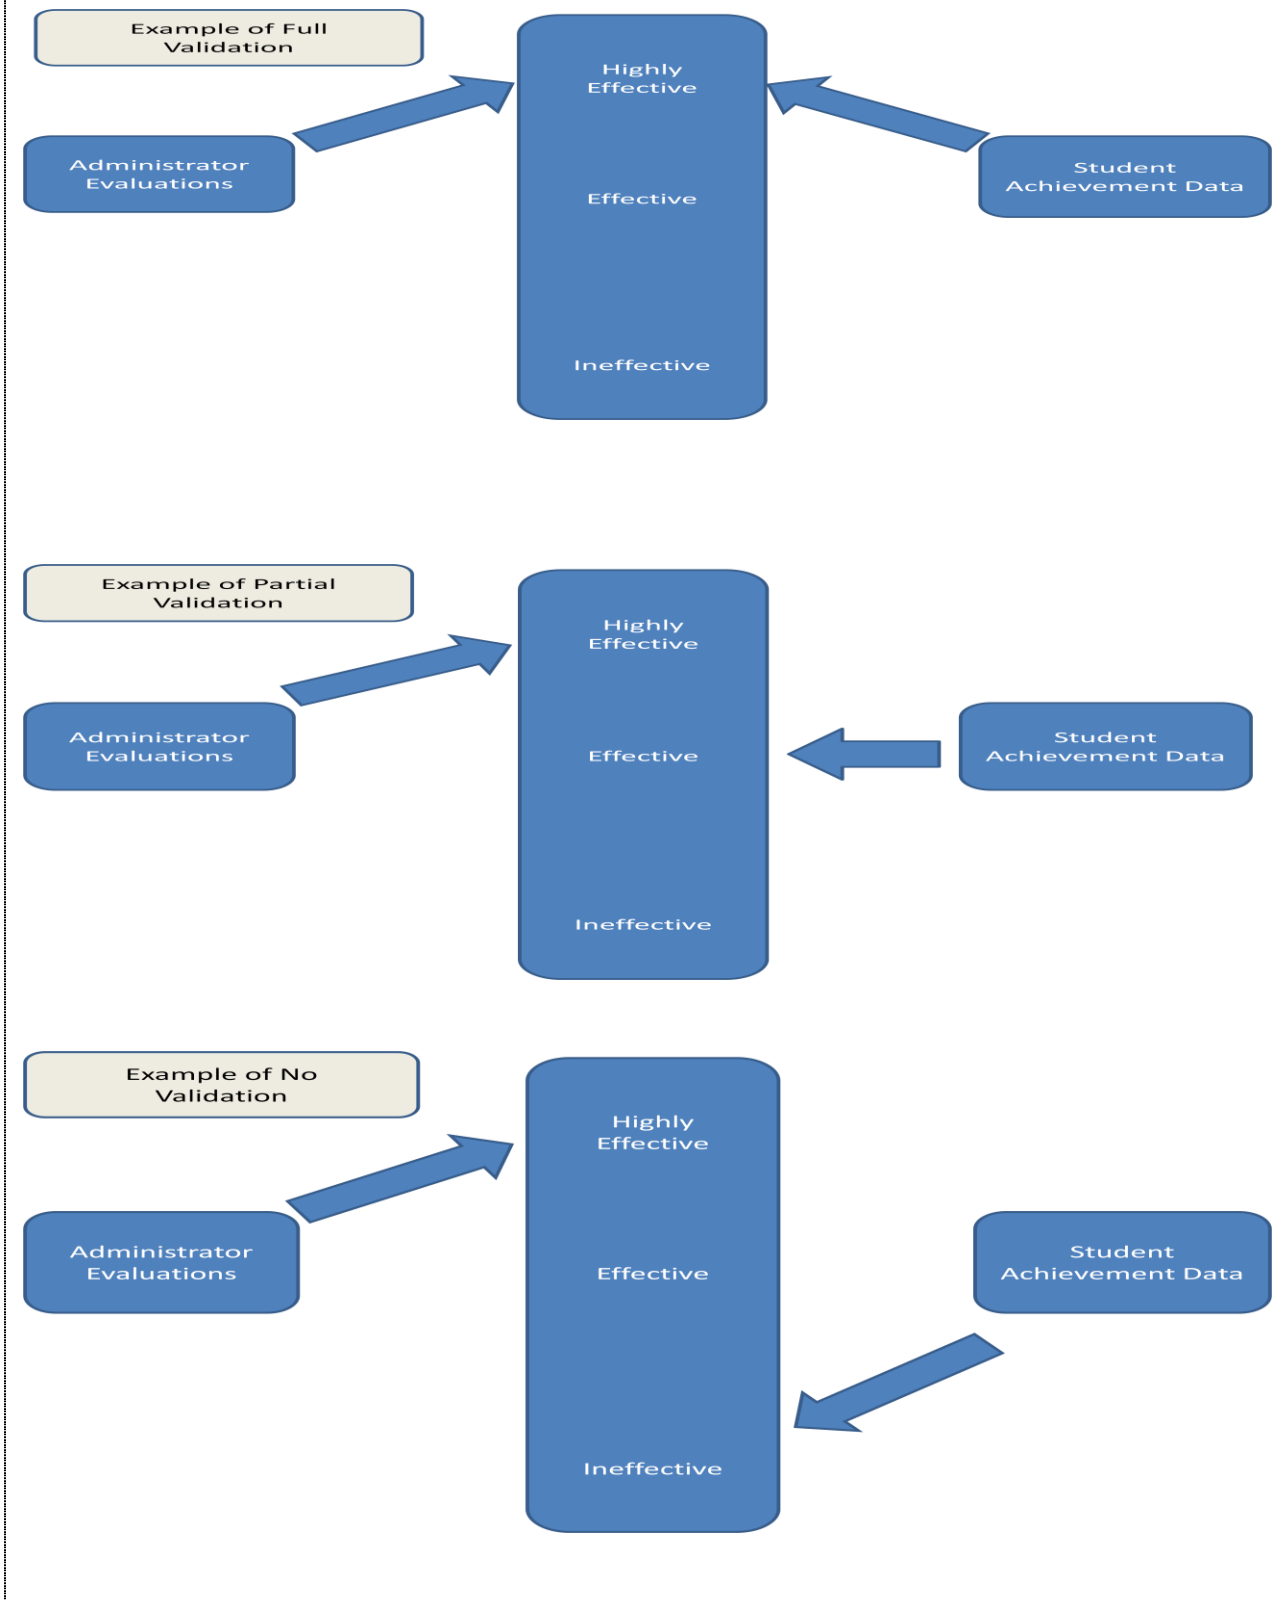 Example of Full
Validation
Highly
Effective
Administrator
Evaluations
Student
Achievement Data
Effective
Ineffective
Example of Partial
Validation
Highly
Effective
Administrator
Evaluations
Effective
Student
Achievement Data
Ineffective
Example of No
Validation
Highly
Effective
Administrator
Evaluations
Effective
Student
Achievement Data
Ineffective